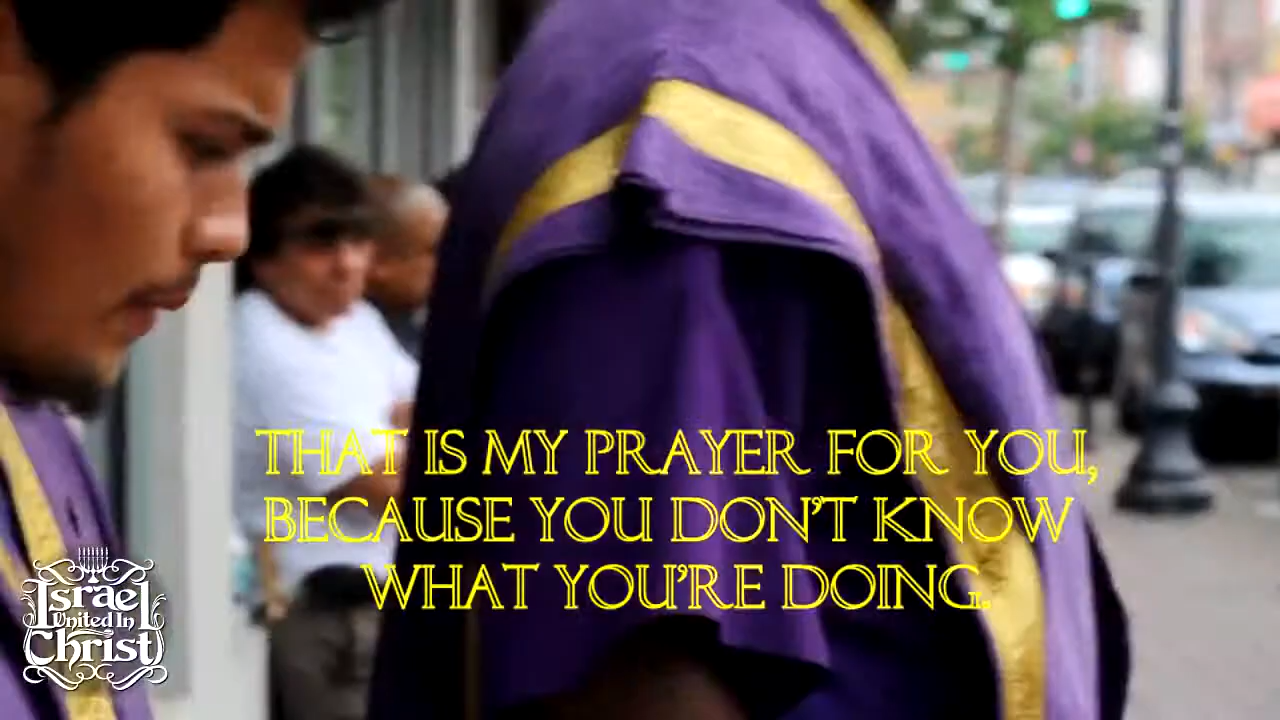 THAT IS MY PRAYER FOR YOU,
BECAUSE YOU DON'T KNOW
WHAT YOU'RE DOING.
Israel
United In
Christ